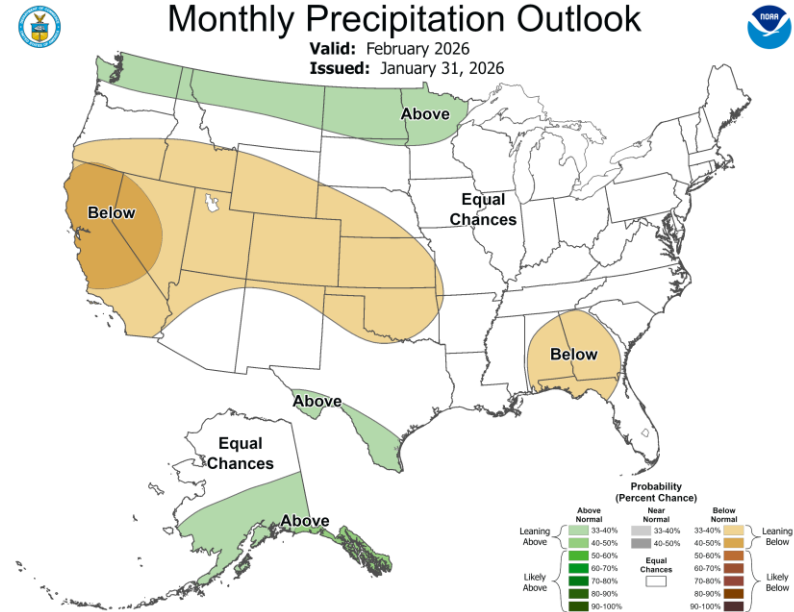 Monthly Precipitation Outlook
NOAA
Valid: February 2026
Issued: January 31, 2026
Above
Below
Equal
Chances
Below
Above
Equal
Chances
Above
Probability
(Percent Chance)
Above
Normal
Near
Normal
Below
Normal
Leaning
Above
33-40%
40-50%
33-40%
40-50%
33-40%
40-50%
Leaning
Below
Equal
Chances
Likely
Above
50-60%
60-70%
70-80%
80-90%
90-100%
50-60%
60-70%
70-80%
80-90%
90-100%
Likely
Below